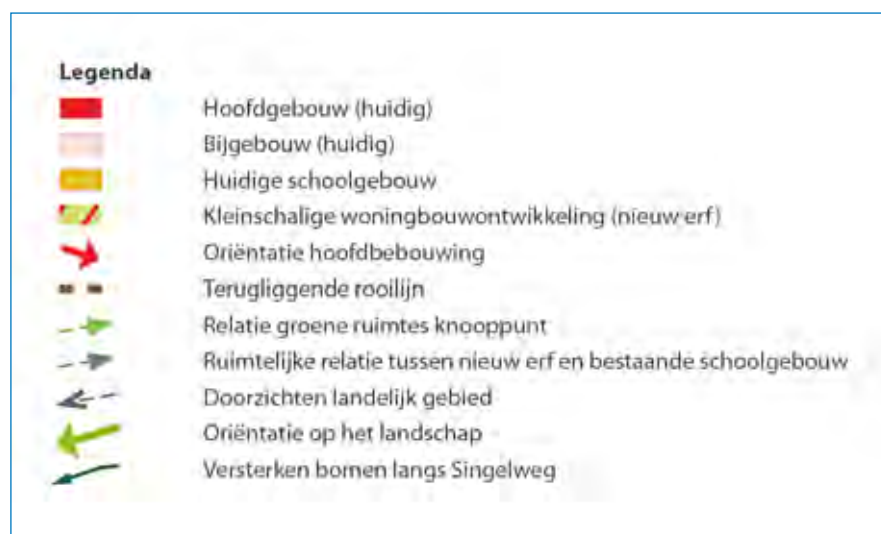 Legenda
Hoofdgebouw (huidig)
Bijgebouw (huidig)
Huidige schoolgebouw
Kleinschalige woningbouwontwikkeling (nieuw erf)
Oriëntatie hoofdbebouwing
Terugliggende rooilijn
Relatie groene ruimtes knooppunt
Ruimtelijke relatie tussen nieuw erf en bestaande schoolgebouw
Doorzichten landelijk gebied
Oriëntatie op het landschap
Versterken bomen langs Singelweg